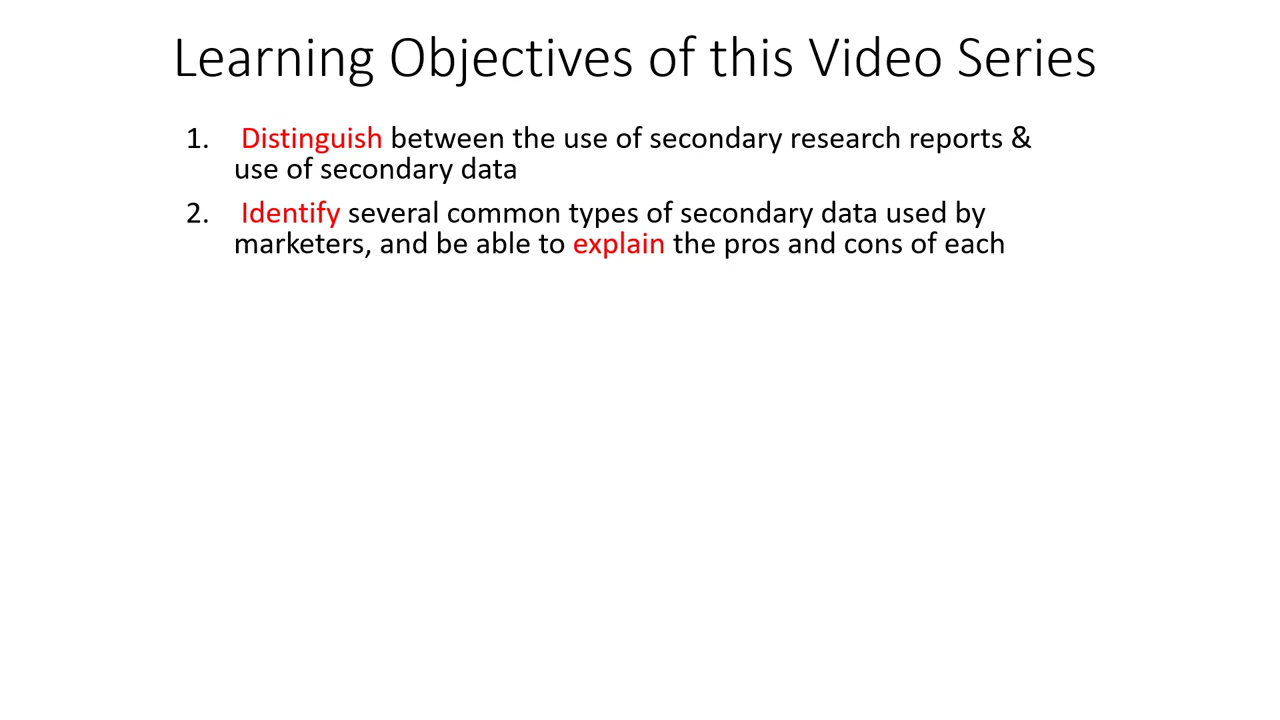 Learning Objectives of this Video Series
1. Distinguish between the use of secondary research reports &
use of secondary data
2. Identify several common types of secondary data used by
marketers, and be able to explain the pros and cons of each